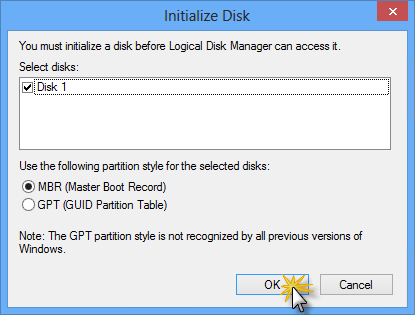 Initialize Disk
You must initialize a disk before Logical Disk Manager can access it.
Select disks:
Disk 1
Use the following partition style for the selected disks:
MBR (Master Boot Record)
GPT (GUID Partition Table)
Note: The GPT partition style is not recognized by all previous versions of
Windows.
OK Cancel